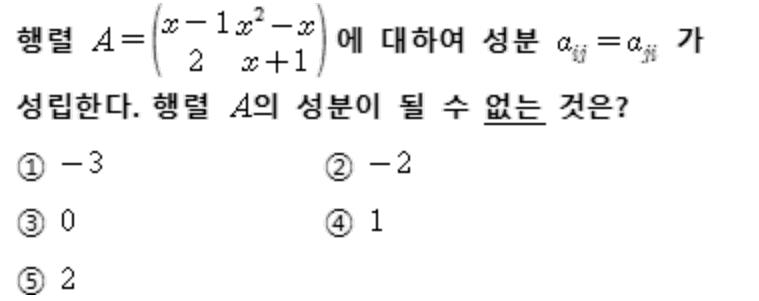 행렬 A=(x-1 x²-x
2 x+1) 에 대하여 성분 aᵢⱼ=aⱼᵢ 가
성립한다. 행렬 A의 성분이 될 수 없는 것은?
① -3 ② -2
③ 0 ④ 1
⑤ 2